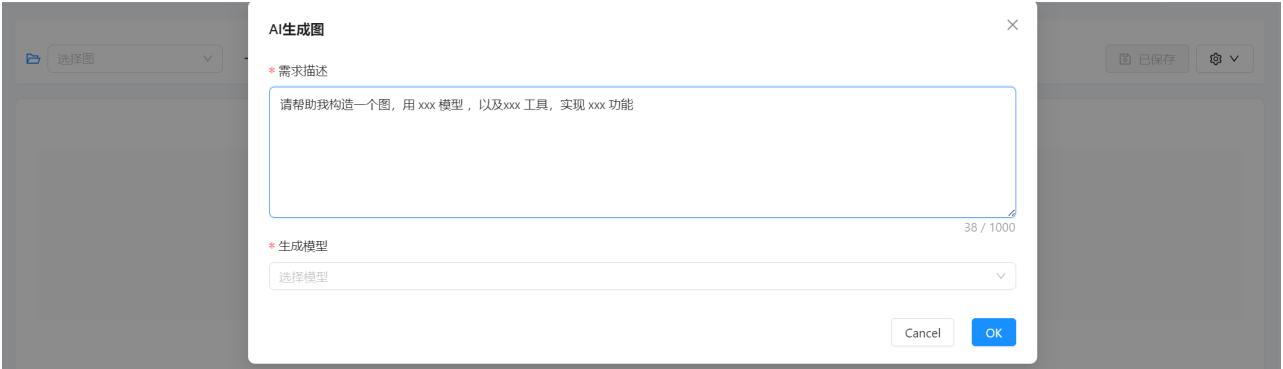 AI生成图
选择图
已保存
* 需求描述
请帮助我构造一个图，用 xxx 模型 ，以及xxx 工具，实现 xxx 功能
38 / 1000
* 生成模型
选择模型
Cancel
OK